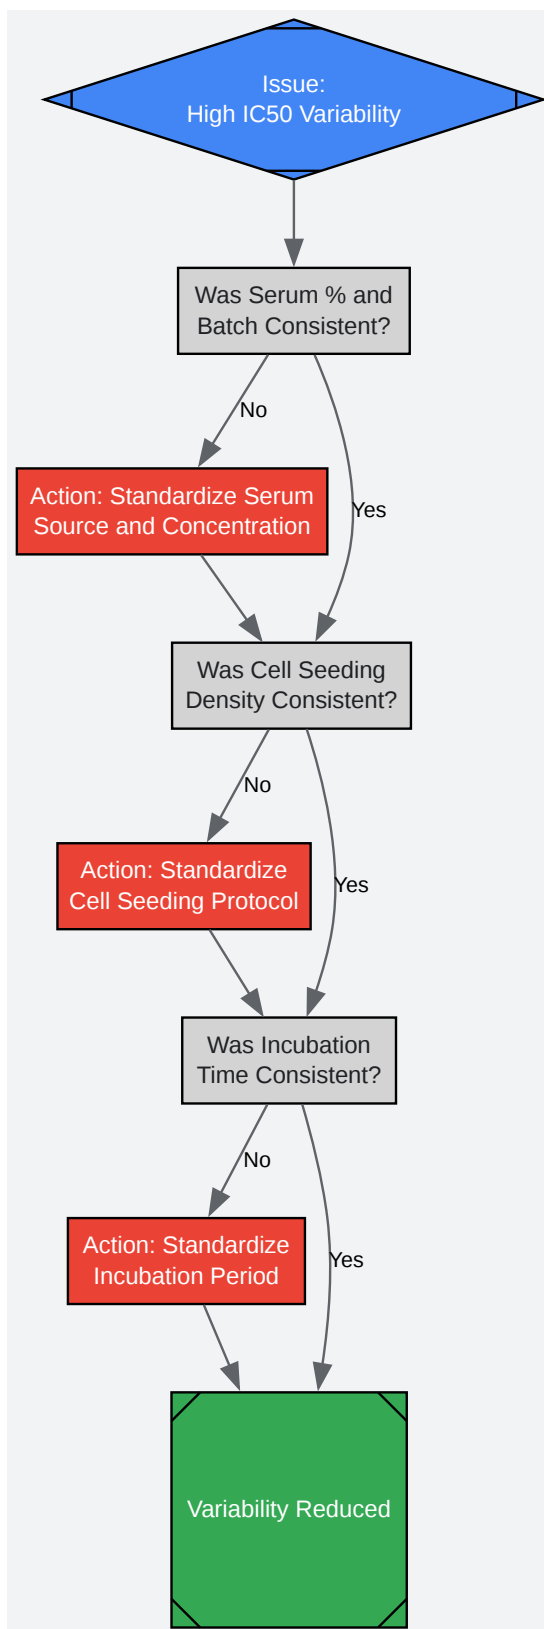 Issue:
High IC50 Variability
Was Serum % and
Batch Consistent?
No
Action: Standardize Serum
Source and Concentration
Yes
Was Cell Seeding
Density Consistent?
No
Action: Standardize
Cell Seeding Protocol
Yes
Was Incubation
Time Consistent?
No
Action: Standardize
Incubation Period
Yes
Variability Reduced